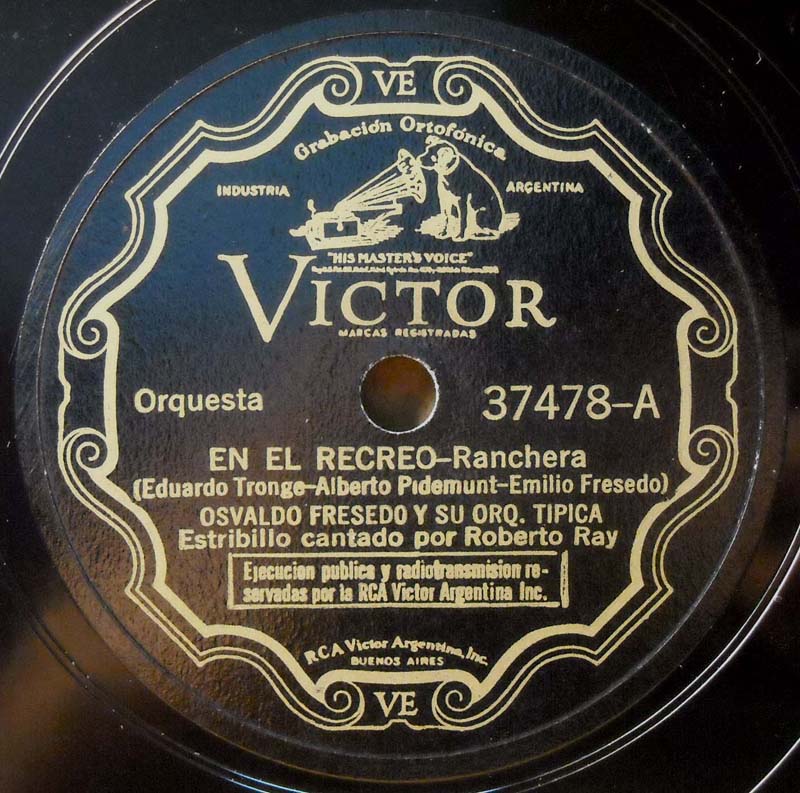 VE
Grabación Ortofónica
INDUSTRIA ARGENTINA
"HIS MASTER'S VOICE"
VICTOR
MARCAS REGISTRADAS
Orquesta 37478-A
EN EL RECREO-Ranchera
(Eduardo Tronge-Alberto Pidemunt-Emilio Fresedo)
OSVALDO FRESEDO Y SU ORQ. TIPICA
Estribillo cantado por Roberto Ray
Ejecucion publica y radiotransmision re-
servadas por la RCA Victor Argentina Inc.
RCA Victor Argentina, Inc.
BUENOS AIRES
VE